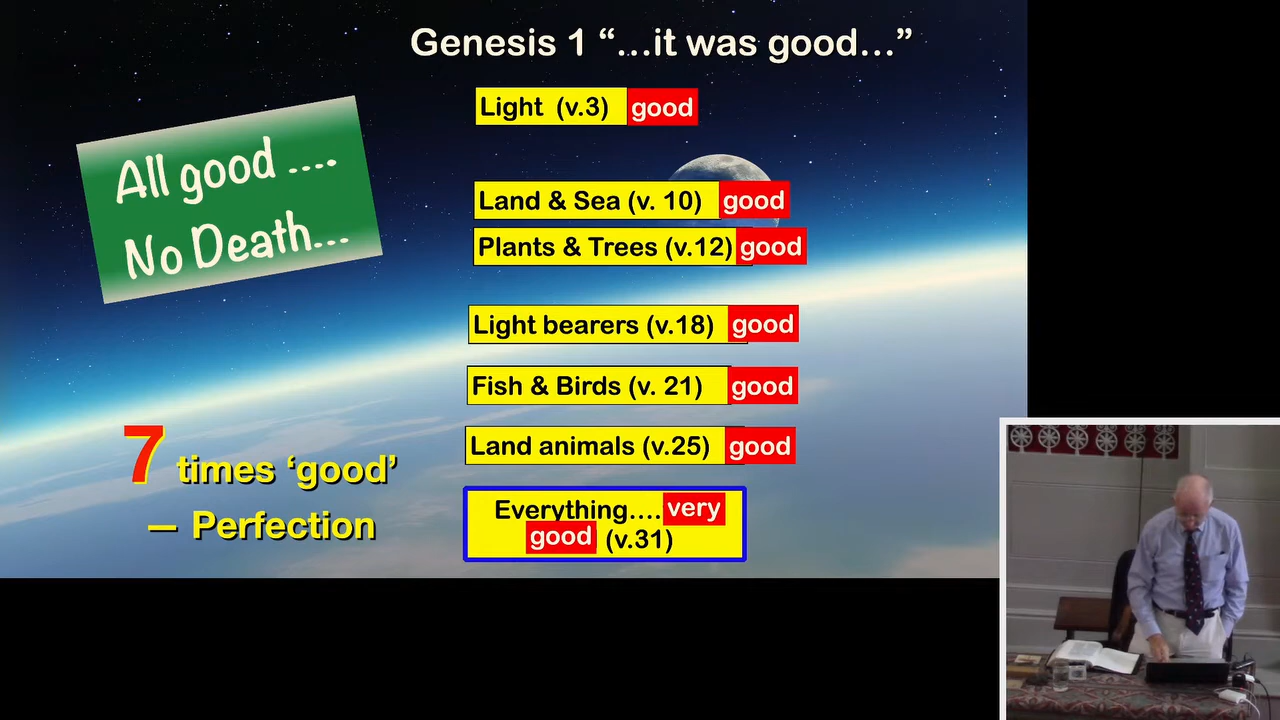 Genesis 1 “...it was good...”
Light (v.3) good
All good ....
No Death...
Land & Sea (v. 10) good
Plants & Trees (v.12) good
Light bearers (v.18) good
Fish & Birds (v. 21) good
Land animals (v.25) good
7 times ‘good’
– Perfection
Everything.... very
good (v.31)